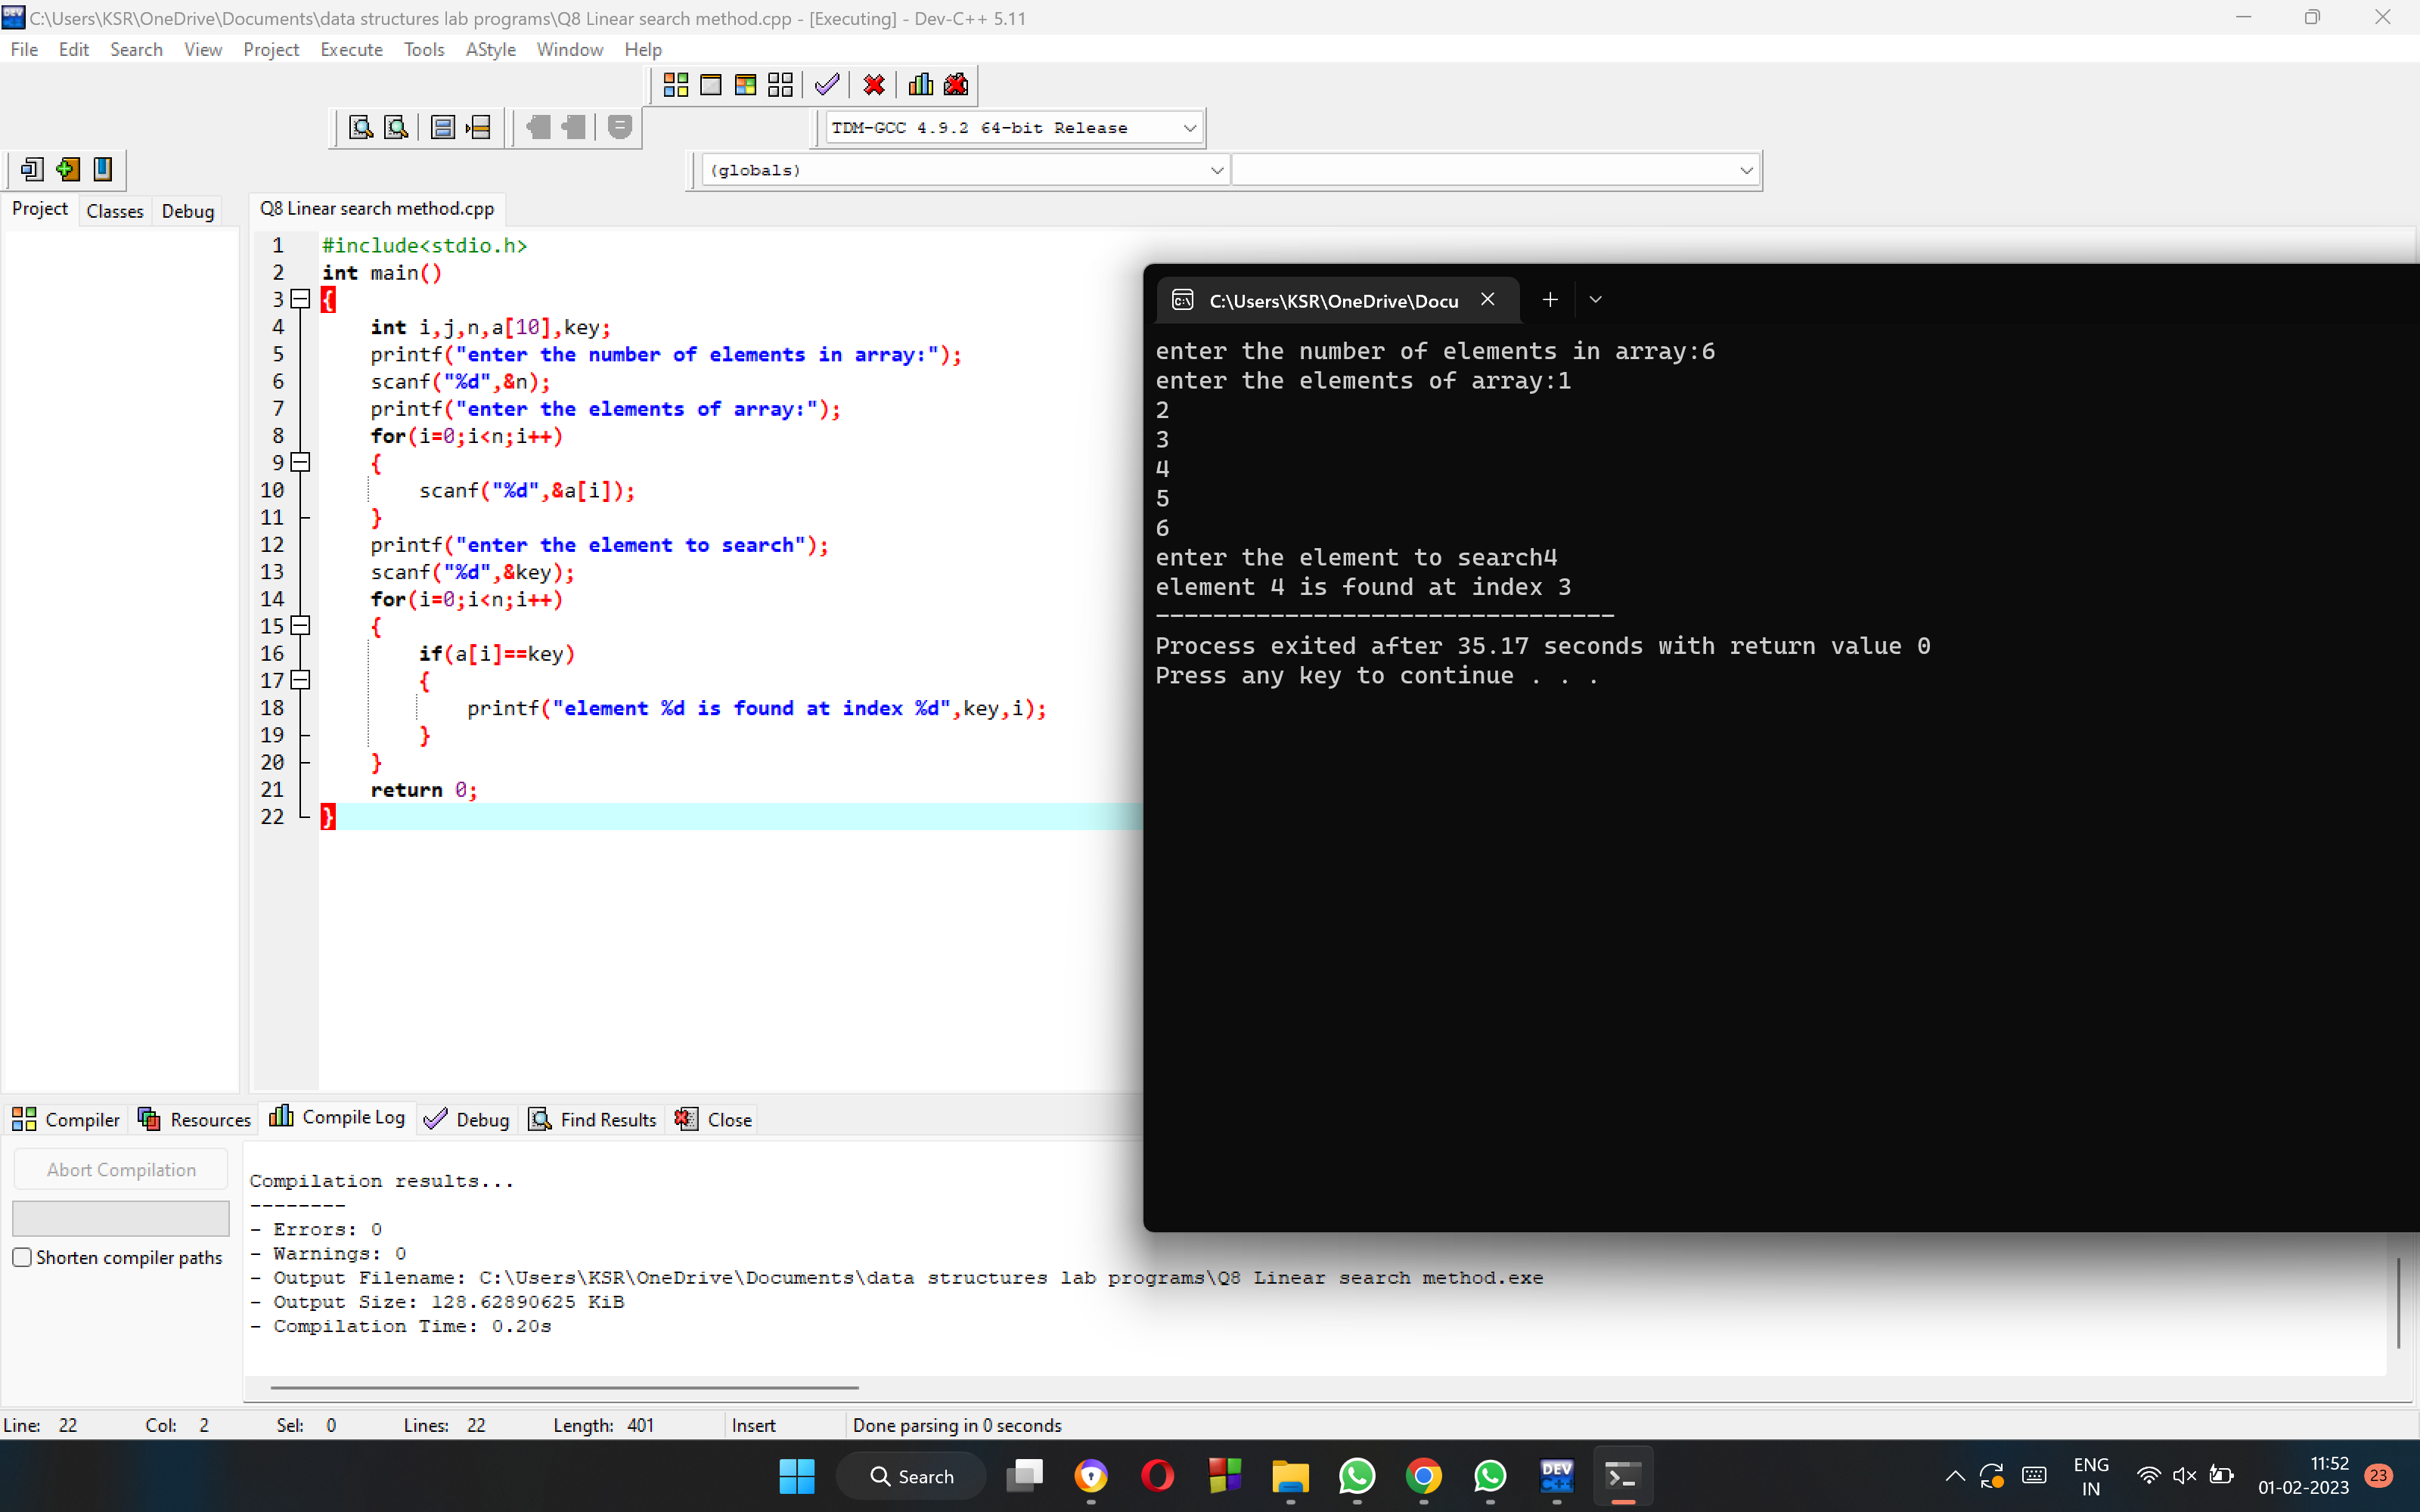 C:\Users\KSR\OneDrive\Documents\data structures lab programs\Q8 Linear search method.cpp - [Executing] - Dev-C++ 5.11
File Edit Search View Project Execute Tools AStyle Window Help
TDM-GCC 4.9.2 64-bit Release
(globals)
Project Classes Debug
Q8 Linear search method.cpp
1 #include<stdio.h>
2 int main()
3 {
4 int i,j,n,a[10],key;
5 printf("enter the number of elements in array:");
6 scanf("%d",&n);
7 printf("enter the elements of array:");
8 for(i=0;i<n;i++)
9 {
10 scanf("%d",&a[i]);
11 }
12 printf("enter the element to search");
13 scanf("%d",&key);
14 for(i=0;i<n;i++)
15 {
16 if(a[i]==key)
17 {
18 printf("element %d is found at index %d",key,i);
19 }
20 }
21 return 0;
22 }
C:\Users\KSR\OneDrive\Docu
enter the number of elements in array:6
enter the elements of array:1
2
3
4
5
6
enter the element to search4
element 4 is found at index 3
--------------------------------
Process exited after 35.17 seconds with return value 0
Press any key to continue . . .
Compiler Resources Compile Log Debug Find Results Close
Abort Compilation
Shorten compiler paths
Compilation results...
--------
- Errors: 0
- Warnings: 0
- Output Filename: C:\Users\KSR\OneDrive\Documents\data structures lab programs\Q8 Linear search method.exe
- Output Size: 128.62890625 KiB
- Compilation Time: 0.20s
Line: 22 Col: 2 Sel: 0 Lines: 22 Length: 401 Insert Done parsing in 0 seconds
Search
DEV C++
ENG
IN
11:52
01-02-2023
23